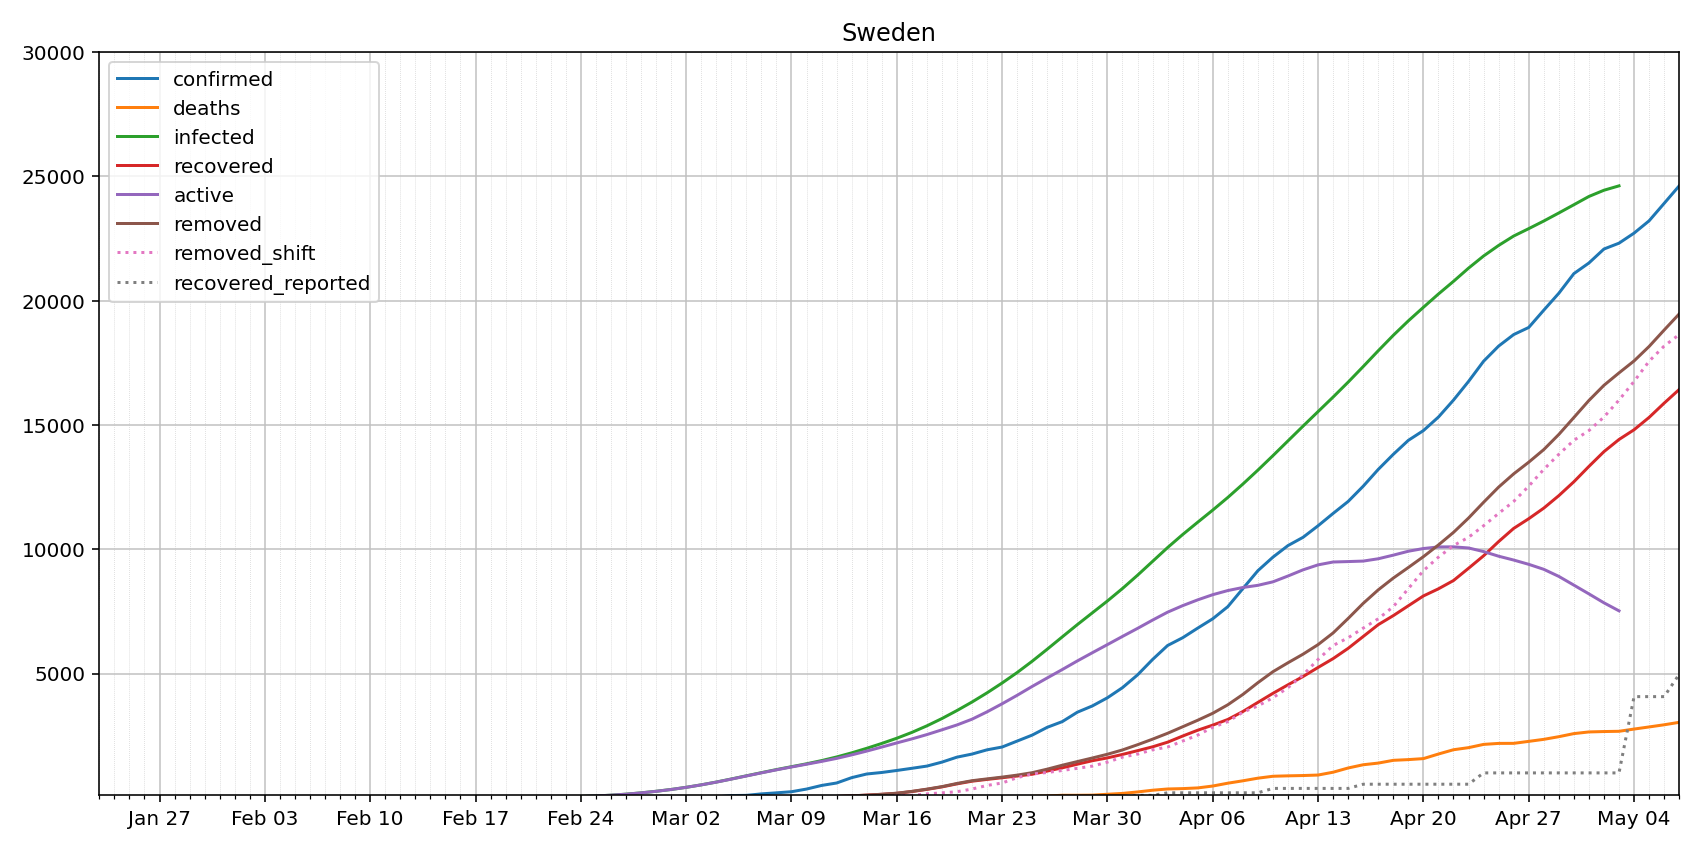 Sweden
30000
25000
20000
15000
10000
5000
confirmed
deaths
infected
recovered
active
removed
removed_shift
recovered_reported
Jan 27 Feb 03 Feb 10 Feb 17 Feb 24 Mar 02 Mar 09 Mar 16 Mar 23 Mar 30 Apr 06 Apr 13 Apr 20 Apr 27 May 04